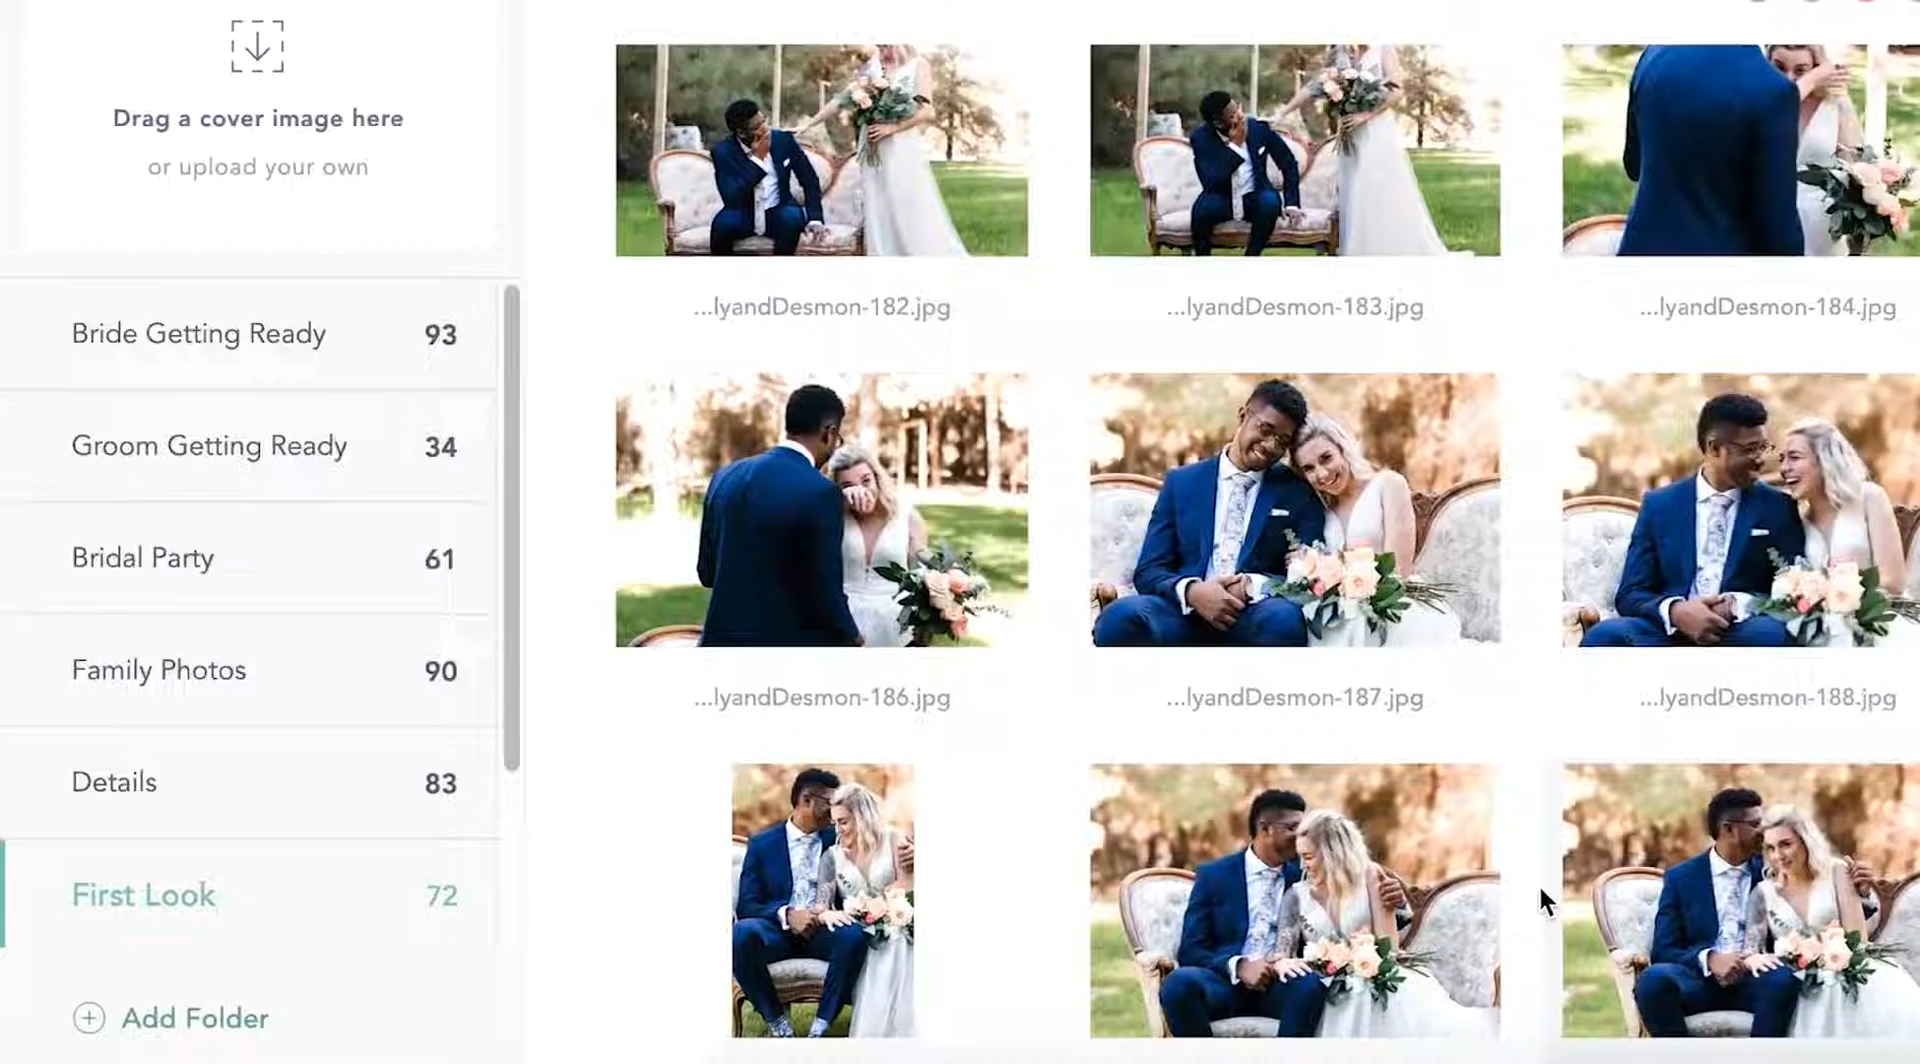 Drag a cover image here
or upload your own
Bride Getting Ready 93
Groom Getting Ready 34
Bridal Party 61
Family Photos 90
Details 83
First Look 72
Add Folder
...lyandDesmon-182.jpg
...lyandDesmon-183.jpg
...lyandDesmon-184.jpg
...lyandDesmon-186.jpg
...lyandDesmon-187.jpg
...lyandDesmon-188.jpg